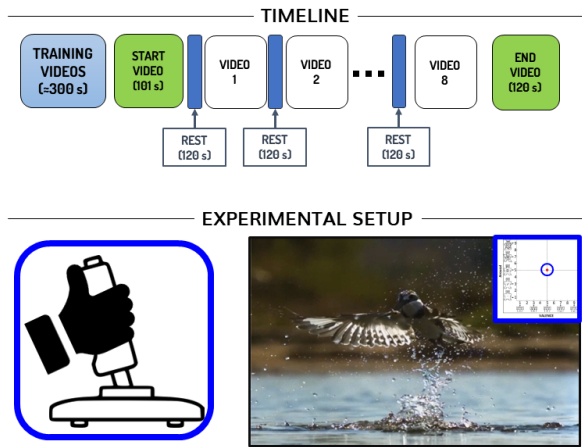 TIMELINE
TRAINING
VIDEOS
(=300 s)
START
VIDEO
(101 s)
VIDEO
1
VIDEO
2
VIDEO
8
END
VIDEO
(120 s)
REST
(120 s)
REST
(120 s)
REST
(120 s)
EXPERIMENTAL SETUP
Arousal
VALENCE